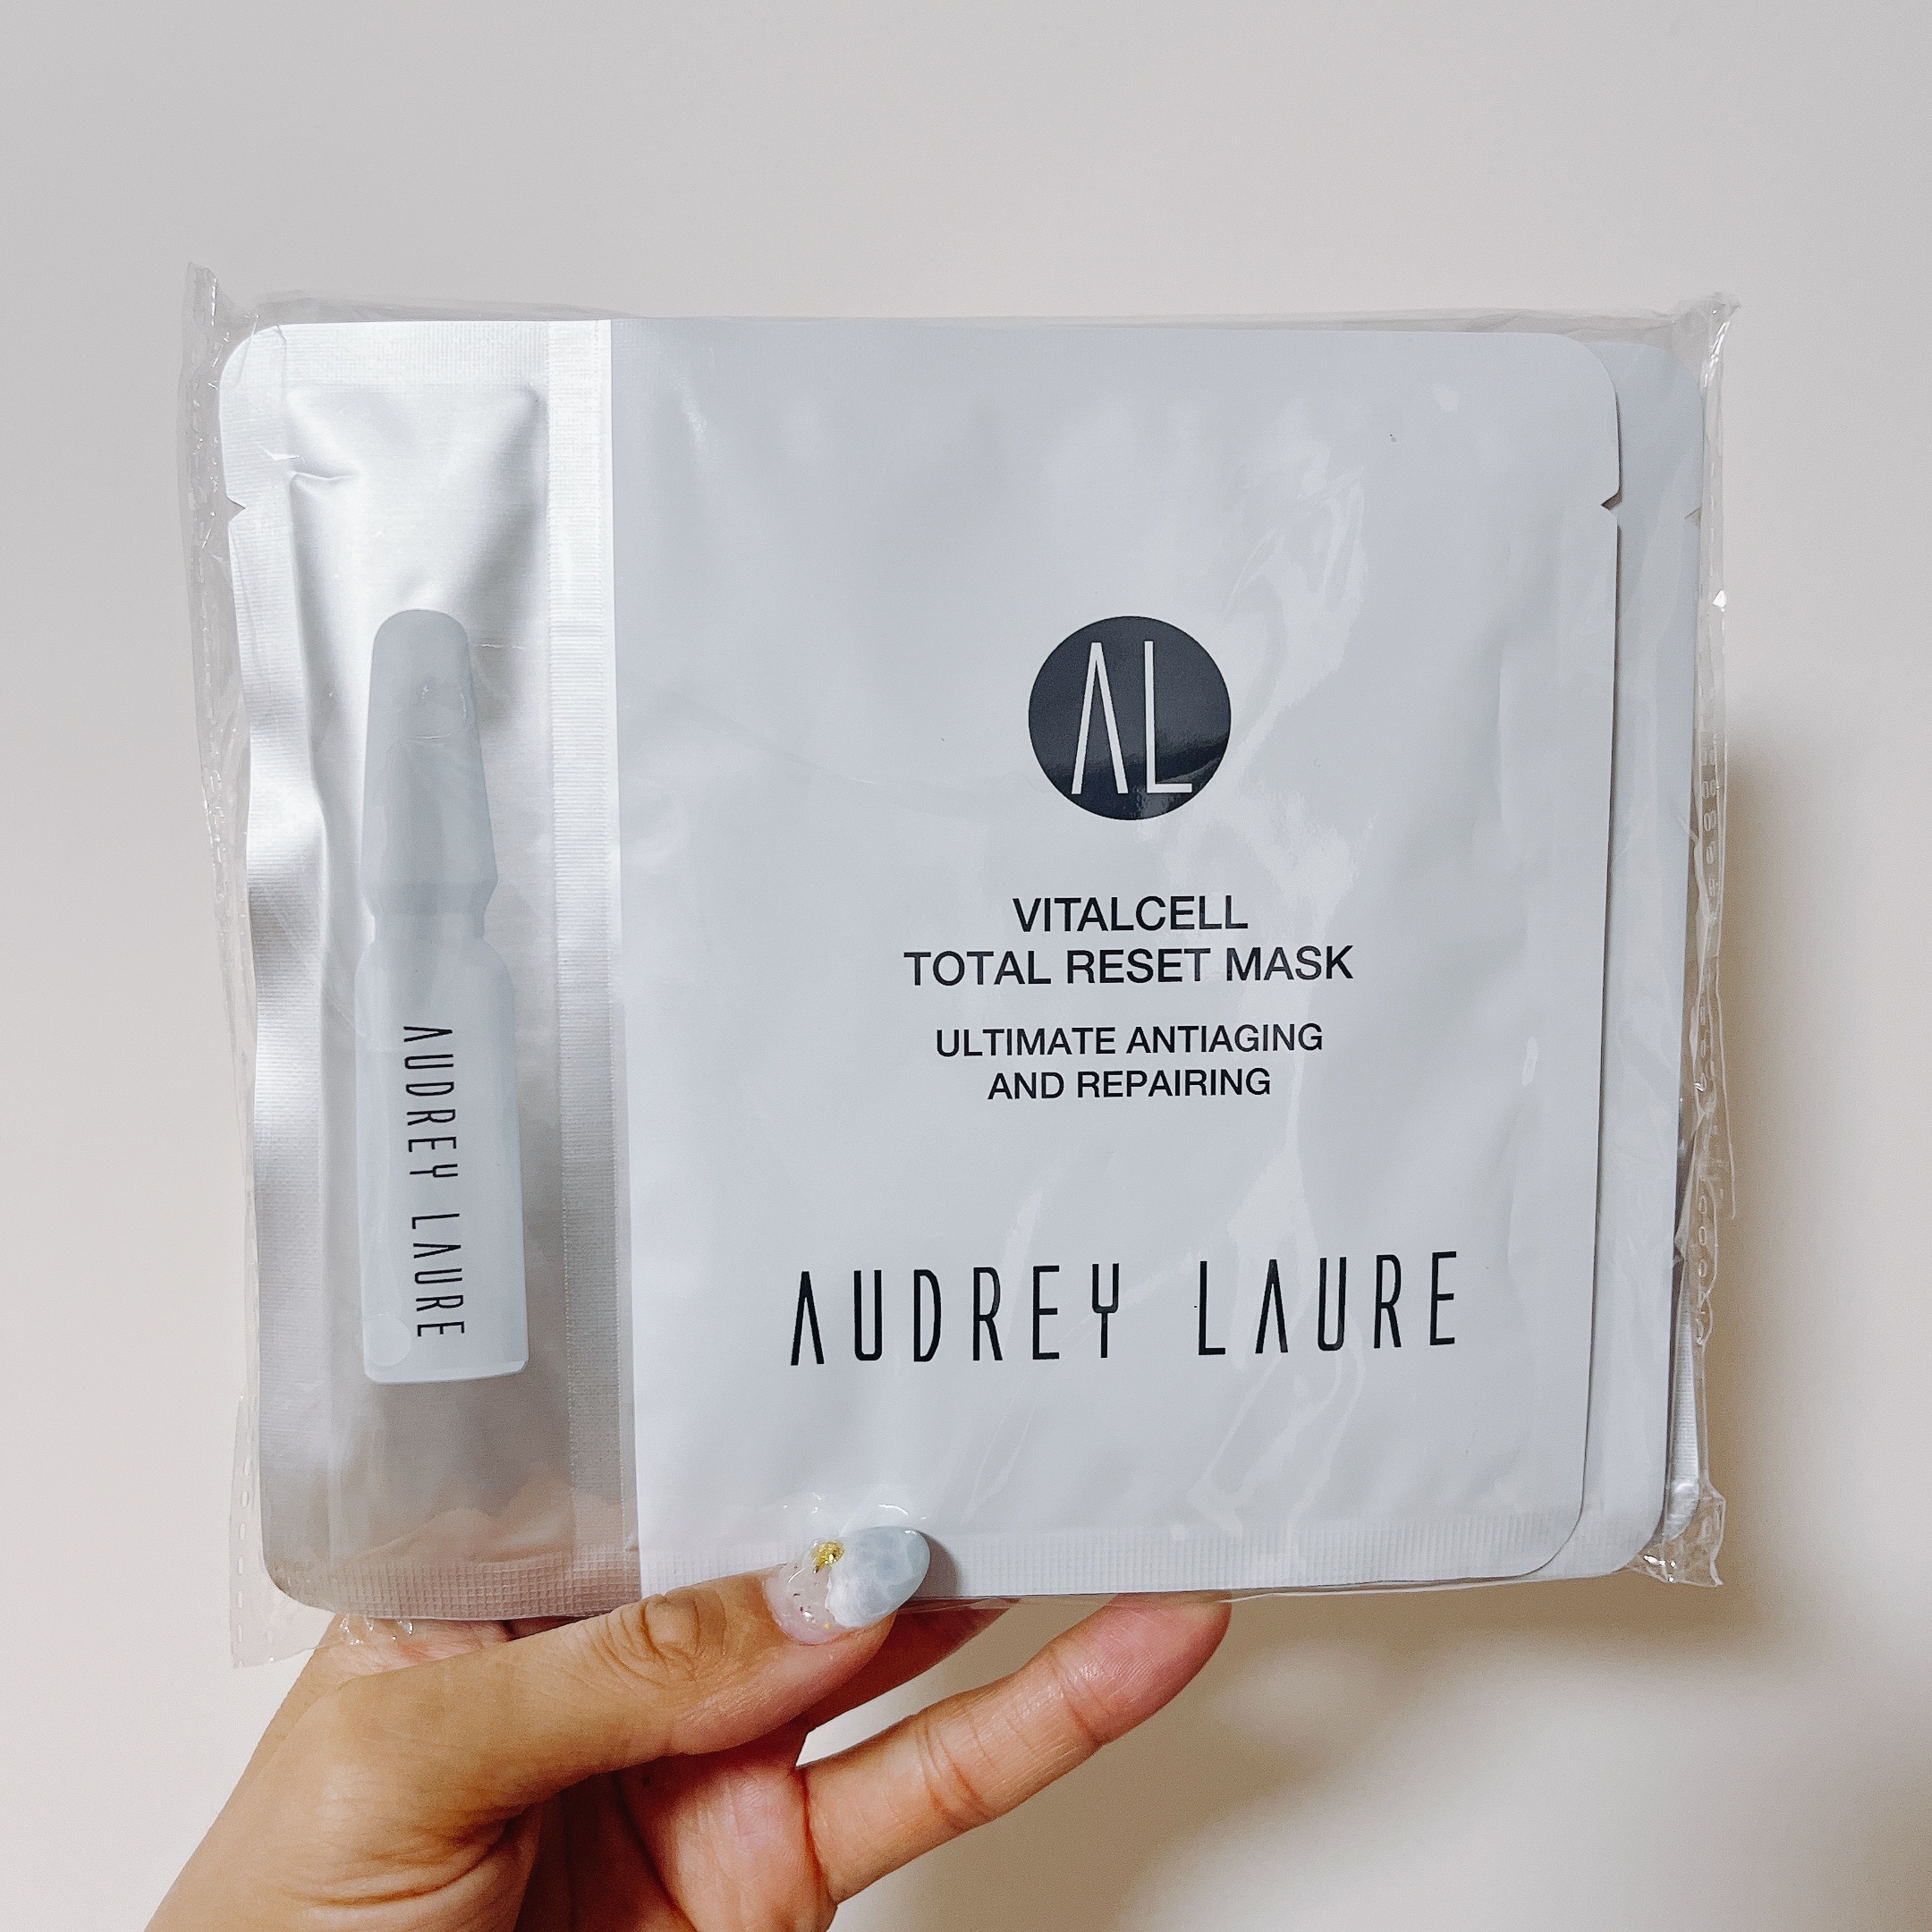 AUDREY LAURE
AL
VITALCELL
TOTAL RESET MASK
ULTIMATE ANTIAGING
AND REPAIRING
AUDREY LAURE